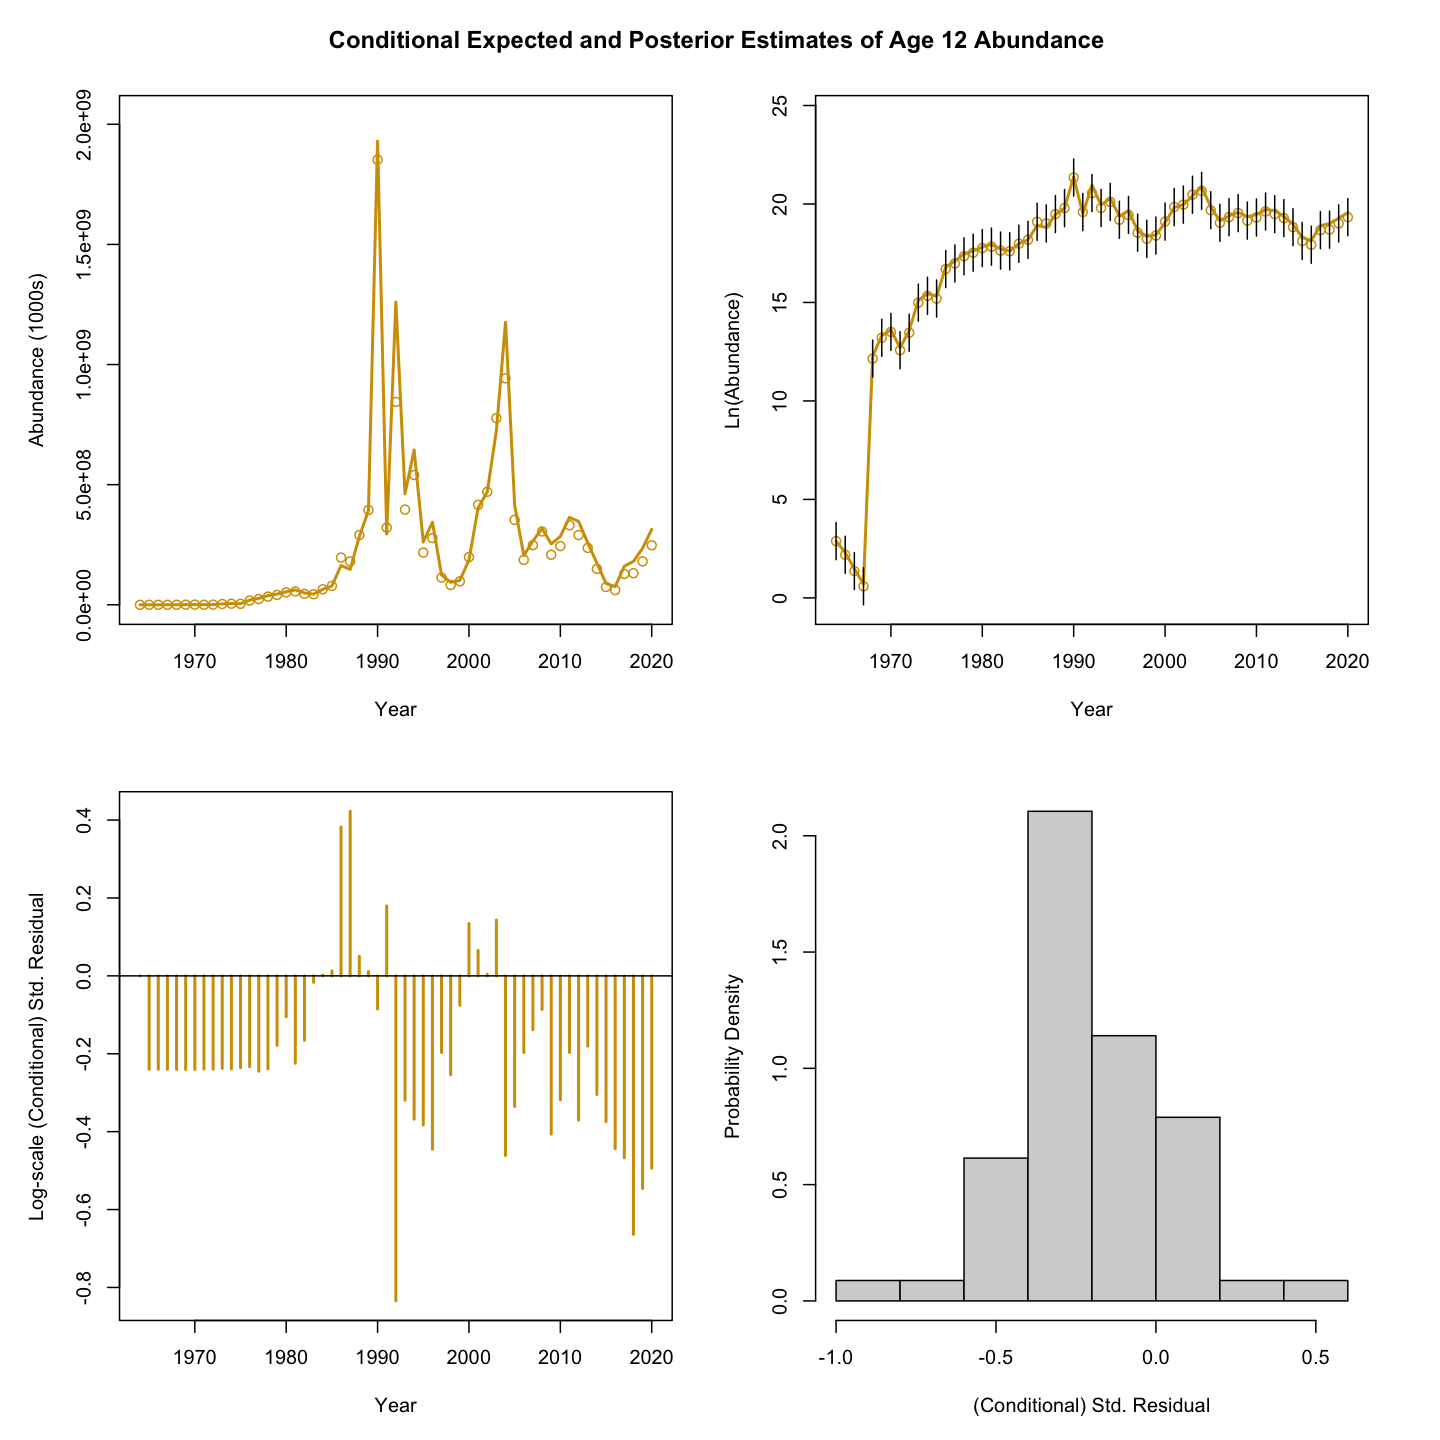 Conditional Expected and Posterior Estimates of Age 12 Abundance
Abundance (1000s)
0.0e+00 5.0e+08 1.0e+09 1.5e+09 2.0e+09
1970 1980 1990 2000 2010 2020
Year
Ln(Abundance)
0 5 10 15 20 25
1970 1980 1990 2000 2010 2020
Year
Log-scale (Conditional) Std. Residual
-0.8 -0.6 -0.4 -0.2 0.0 0.2 0.4
1970 1980 1990 2000 2010 2020
Year
Probability Density
0.0 0.5 1.0 1.5 2.0
-1.0 -0.5 0.0 0.5
(Conditional) Std. Residual